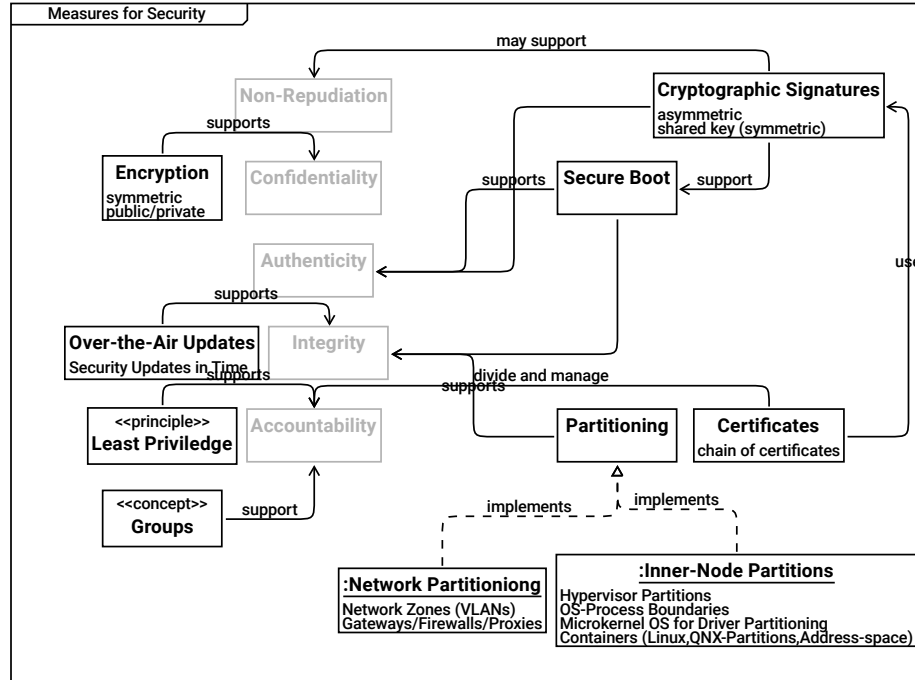 Measures for Security
may support
Non-Repudiation
Cryptographic Signatures
asymmetric
shared key (symmetric)
supports
Encryption
symmetric
public/private
Confidentiality
supports
Secure Boot
support
Authenticity
use
supports
Over-the-Air Updates
Security Updates in Time
Integrity
supports
supports
divide and manage
<<principle>>
Least Priviledge
Accountability
Partitioning
Certificates
chain of certificates
<<concept>>
Groups
support
implements
implements
:Network Partitioniong
Network Zones (VLANs)
Gateways/Firewalls/Proxies
:Inner-Node Partitions
Hypervisor Partitions
OS-Process Boundaries
Microkernel OS for Driver Partitioning
Containers (Linux,QNX-Partitions,Address-space)